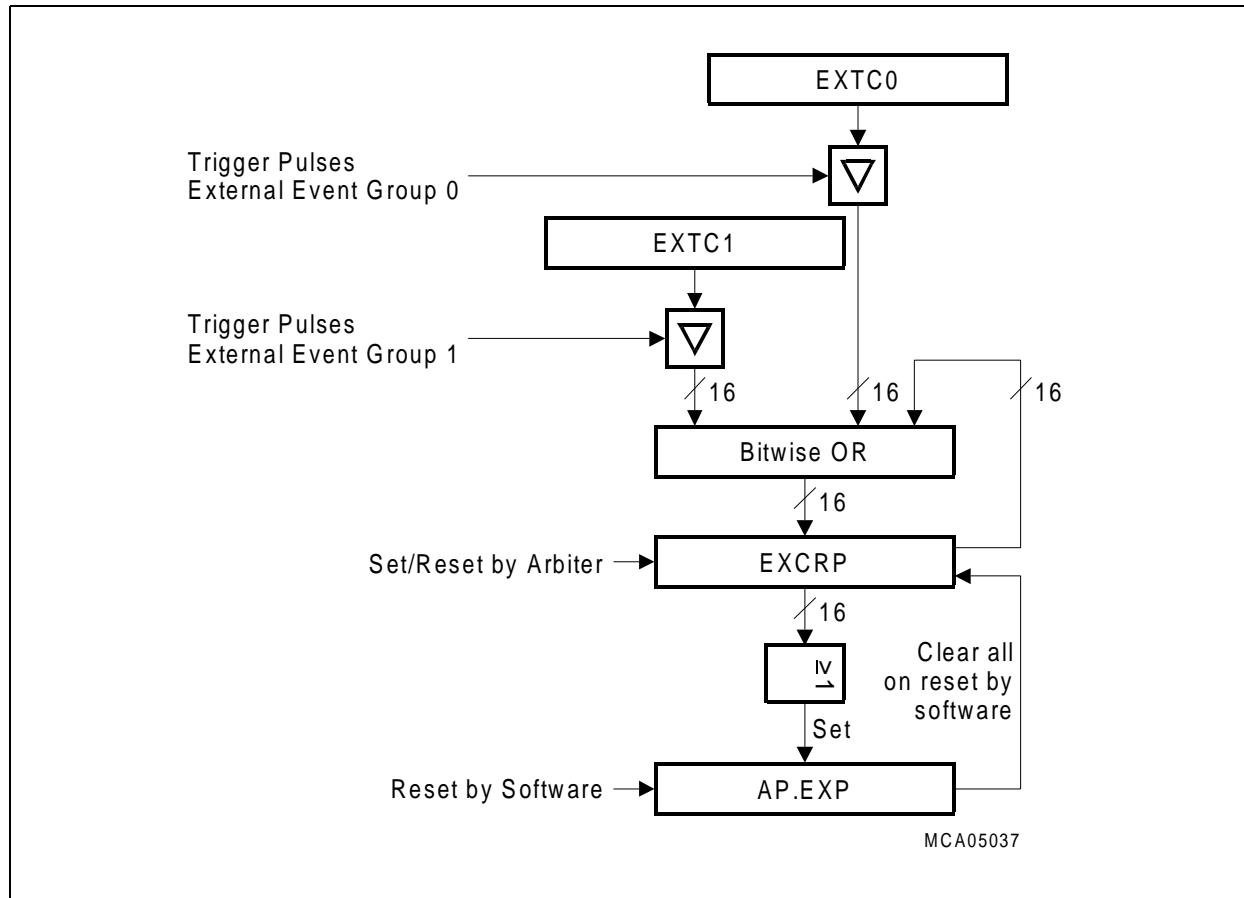 EXTC0
Trigger Pulses
External Event Group 0
EXTC1
Trigger Pulses
External Event Group 1
16
16
16
Bitwise OR
16
Set/Reset by Arbiter
EXCRP
16
≥1
Clear all
on reset by
software
Set
Reset by Software
AP.EXP
MCA05037